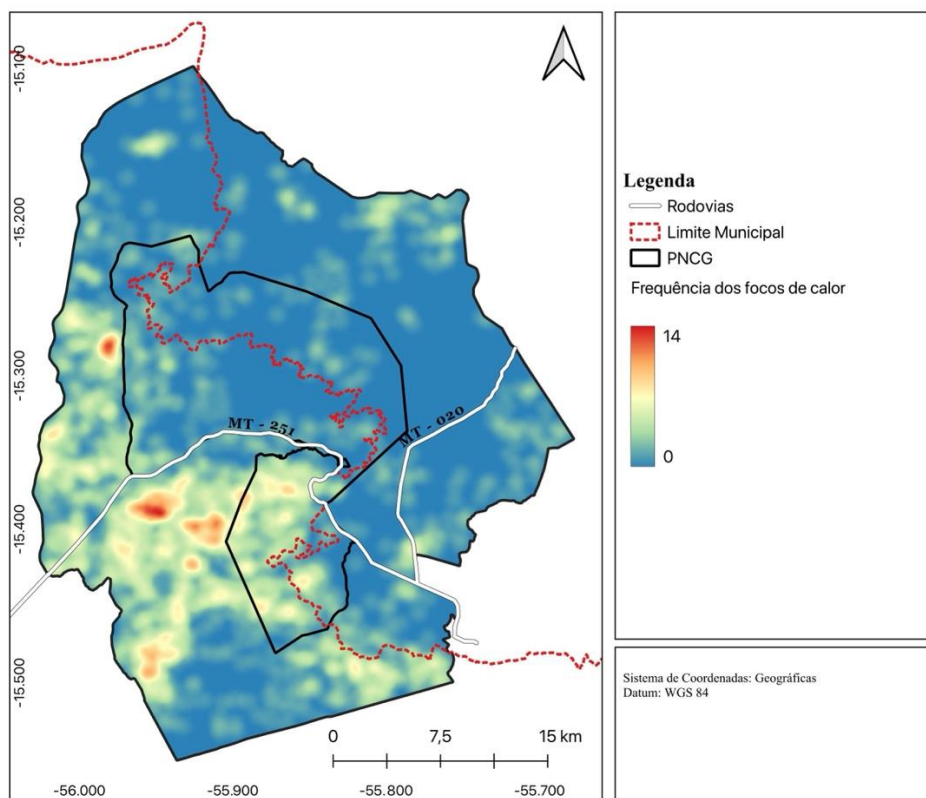 -15.100
-15.200
-15.300
-15.400
-15.500
MT - 251
MT - 020
0 7,5 15 km
-56.000 -55.900 -55.800 -55.700
Legenda
Rodovias
Limite Municipal
PNCG
Frequência dos focos de calor
14
0
Sistema de Coordenadas: Geográficas
Datum: WGS 84